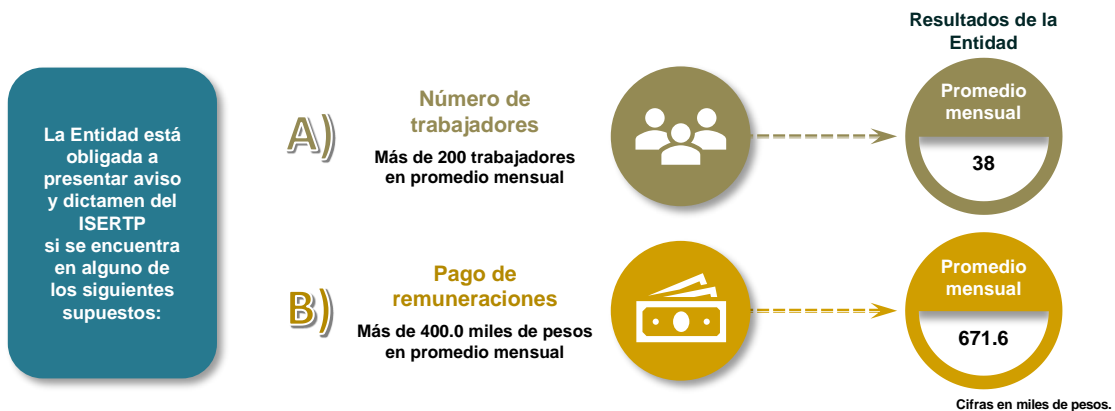 La Entidad está
obligada a
presentar aviso
y dictamen del
ISERTP
si se encuentra
en alguno de
los siguientes
supuestos:
A)
Número de
trabajadores
Más de 200 trabajadores
en promedio mensual
Resultados de la
Entidad
Promedio
mensual
38
B)
Pago de
remuneraciones
Más de 400.0 miles de pesos
en promedio mensual
Promedio
mensual
671.6
Cifras en miles de pesos.